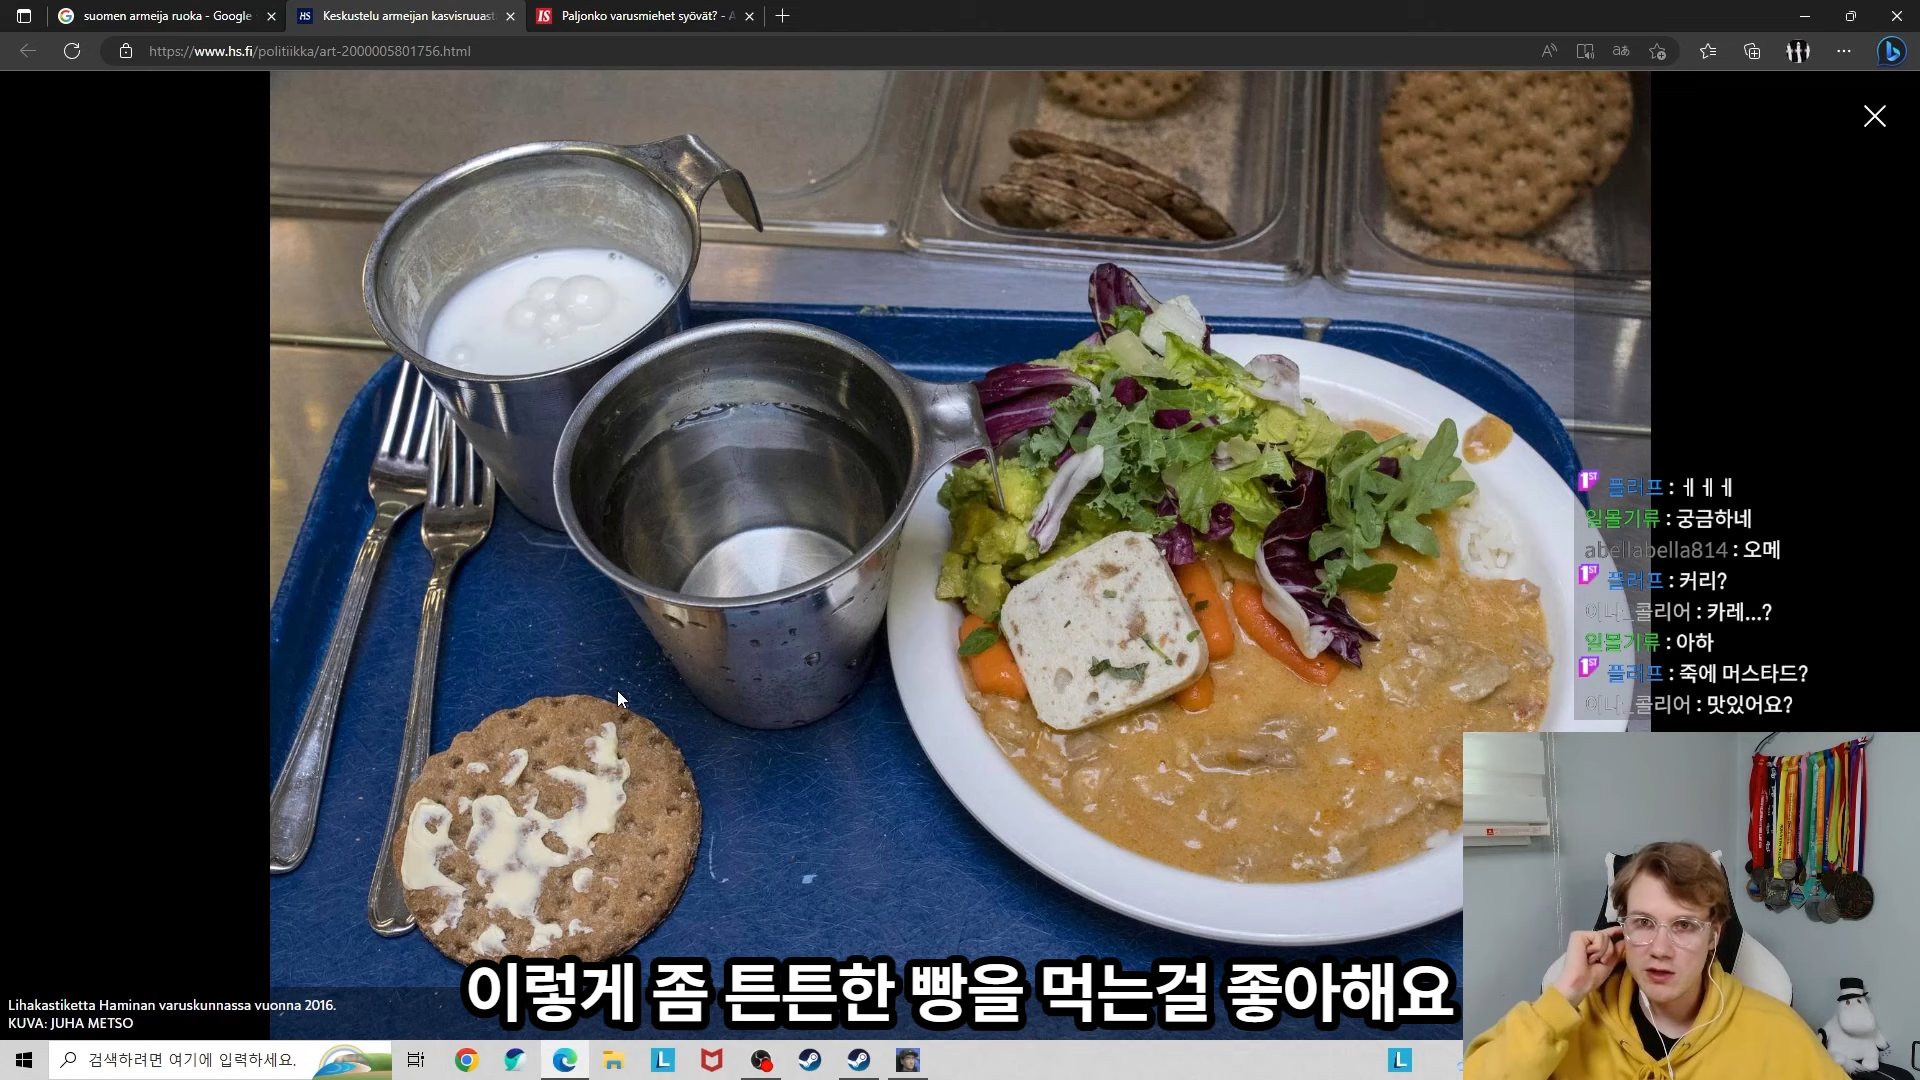 suomen armeija ruoka - Google
Keskustelu armeijan kasvisruuast
Paljonko varusmiehet syövät? - A
https://www.hs.fi/politiikka/art-2000005801756.html
플러프 : ㅔㅔㅔ
일몰기류 : 궁금하네
abellabella814 : 오메
플러프 : 커리?
콜리어 : 카레...?
일몰기류 : 아하
플러프 : 죽에 머스타드?
콜리어 : 맛있어요?
이렇게 좀 튼튼한 빵을 먹는걸 좋아해요
Lihakastiketta Haminan varuskunnassa vuonna 2016.
KUVA: JUHA METSO
검색하려면 여기에 입력하세요.